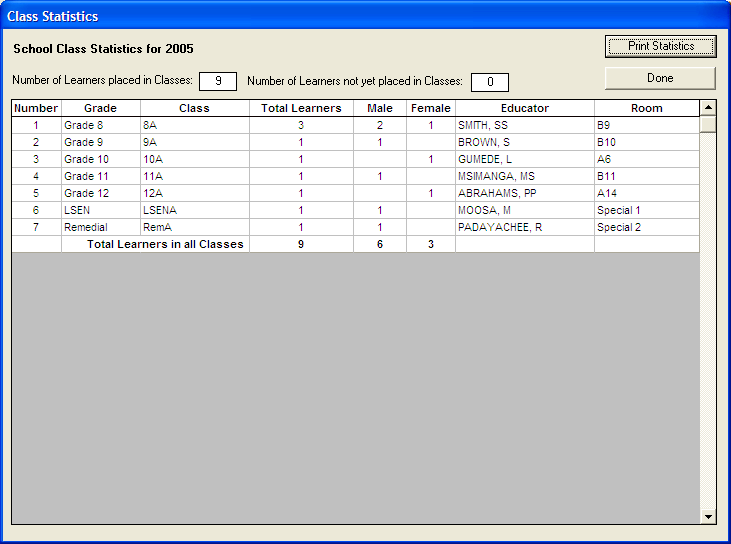 Class Statistics
School Class Statistics for 2005
Print Statistics
Number of Learners placed in Classes: 9 Number of Learners not yet placed in Classes: 0
Done
Number Grade Class Total Learners Male Female Educator Room
1 Grade 8 8A 3 2 1 SMITH, SS B9
2 Grade 9 9A 1 1 BROWN, S B10
3 Grade 10 10A 1 1 GUMEDE, L A6
4 Grade 11 11A 1 1 MSIMANGA, MS B11
5 Grade 12 12A 1 1 ABRAHAMS, PP A14
6 LSEN LSENA 1 1 MOOSA, M Special 1
7 Remedial RemA 1 1 PADAYACHEE, R Special 2
Total Learners in all Classes 9 6 3